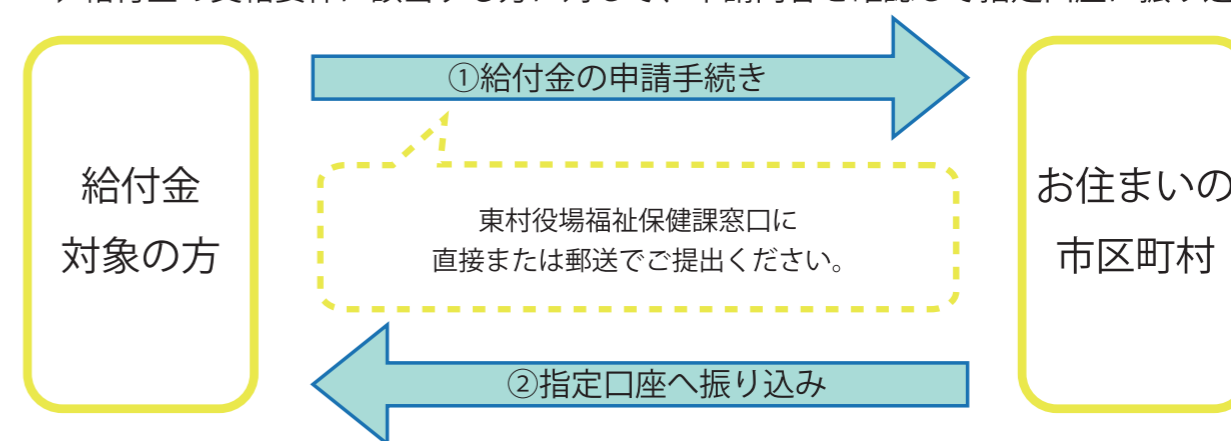 ①給付金の申請手続き
給付金
対象の方
東村役場福祉保健課窓口に
直接または郵送でご提出ください。
お住まいの
市区町村
②指定口座へ振り込み